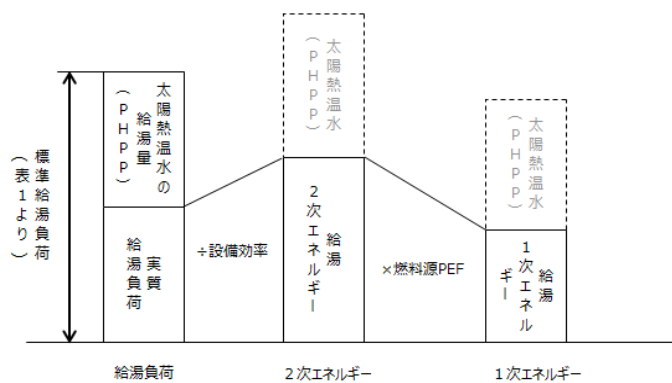 標準給湯負荷
（表１より）
太陽熱温水の
給湯量
（ＰＨＰＰ）
実質
給湯負荷
÷設備効率
太陽熱温水
（ＰＨＰＰ）
給湯
２次エネルギー
×燃料源PEF
太陽熱温水
（ＰＨＰＰ）
給湯
１次エネル
ギー
給湯負荷
２次エネルギー
１次エネルギー